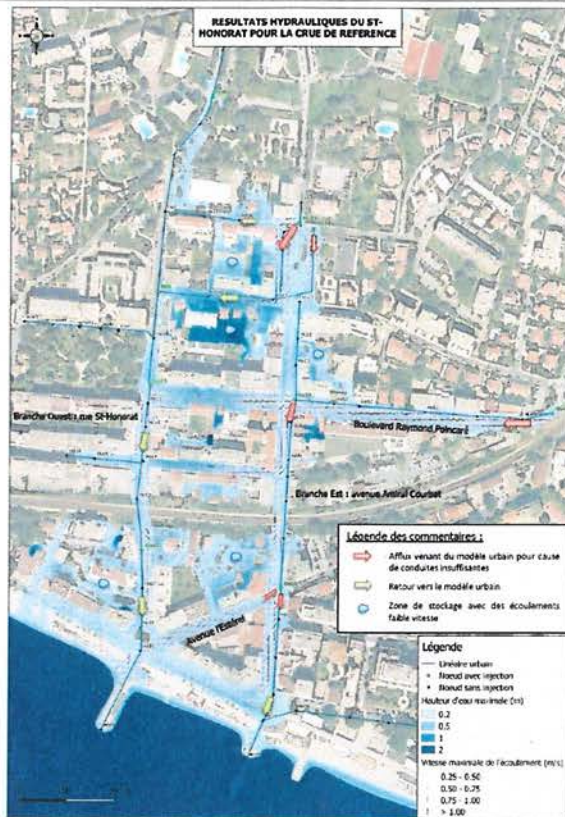 RESULTATS HYDRAULIQUES DU ST-
HONORAT POUR LA CRUE DE REFERENCE
Branche Ouest : rue St-Honorat
Boulevard Raymond Poincaré
Branche Est : avenue Amiral Courbet
Avenue l'Estérel
Légende des commentaires :
Afflux venant du modèle urbain pour cause
de conduites insuffisantes
Retour vers le modèle urbain
Zone de stockage avec des écoulements
faible vitesse
Légende
Linéaire urbain
Noeud avec injection
Noeud sans injection
Hauteur d'eau maximale (m)
0.2
0.5
1
2
Vitesse maximale de l'écoulement (m/s)
0.25 - 0.50
0.50 - 0.75
0.75 - 1.00
> 1.00